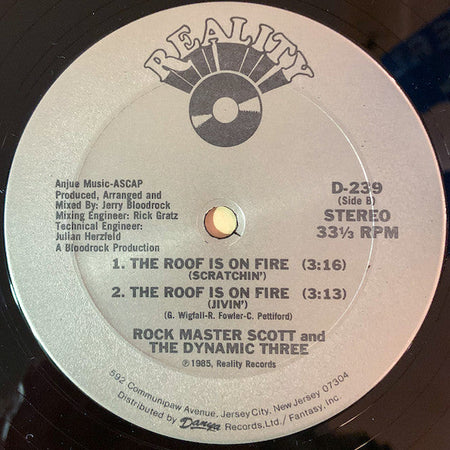 REALITY
Anjue Music-ASCAP
Produced, Arranged and
Mixed By: Jerry Bloodrock
Mixing Engineer: Rick Gratz
Technical Engineer:
Julian Herzfeld
A Bloodrock Production
D-239
(Side B)
STEREO
33⅓ RPM
1. THE ROOF IS ON FIRE (3:16)
(SCRATCHIN')
2. THE ROOF IS ON FIRE (3:13)
(JIVIN')
(G. Wigfall-R. Fowler-C. Pettiford)
ROCK MASTER SCOTT and
THE DYNAMIC THREE
℗1985, Reality Records
592 Communipaw Avenue, Jersey City, New Jersey 07304
Distributed by Danya Records, Ltd./ Fantasy, Inc.